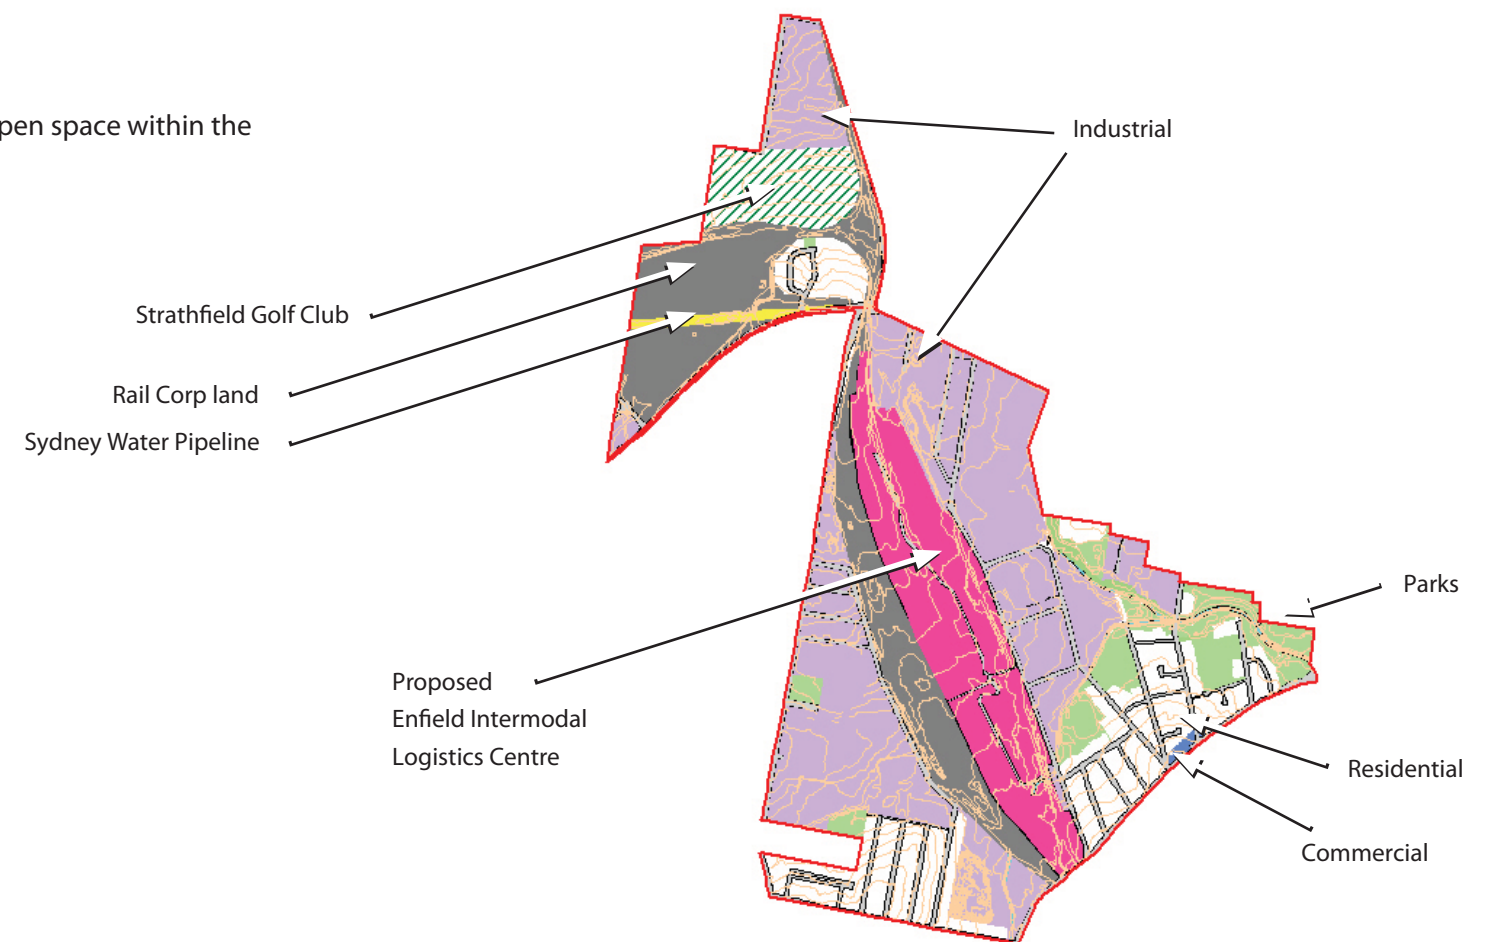 open space within the
Industrial
Strathfield Golf Club
Rail Corp land
Sydney Water Pipeline
Parks
Proposed
Enfield Intermodal
Logistics Centre
Residential
Commercial